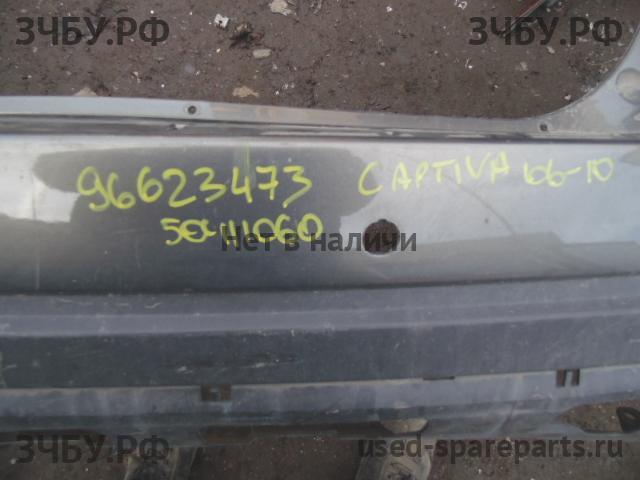 ЗЧБУ.РФ ЗЧБУ.РФ
96623473 CAPTIVA 06-10
Нет в наличии
ЗЧБУ.РФ used-spareparts.ru